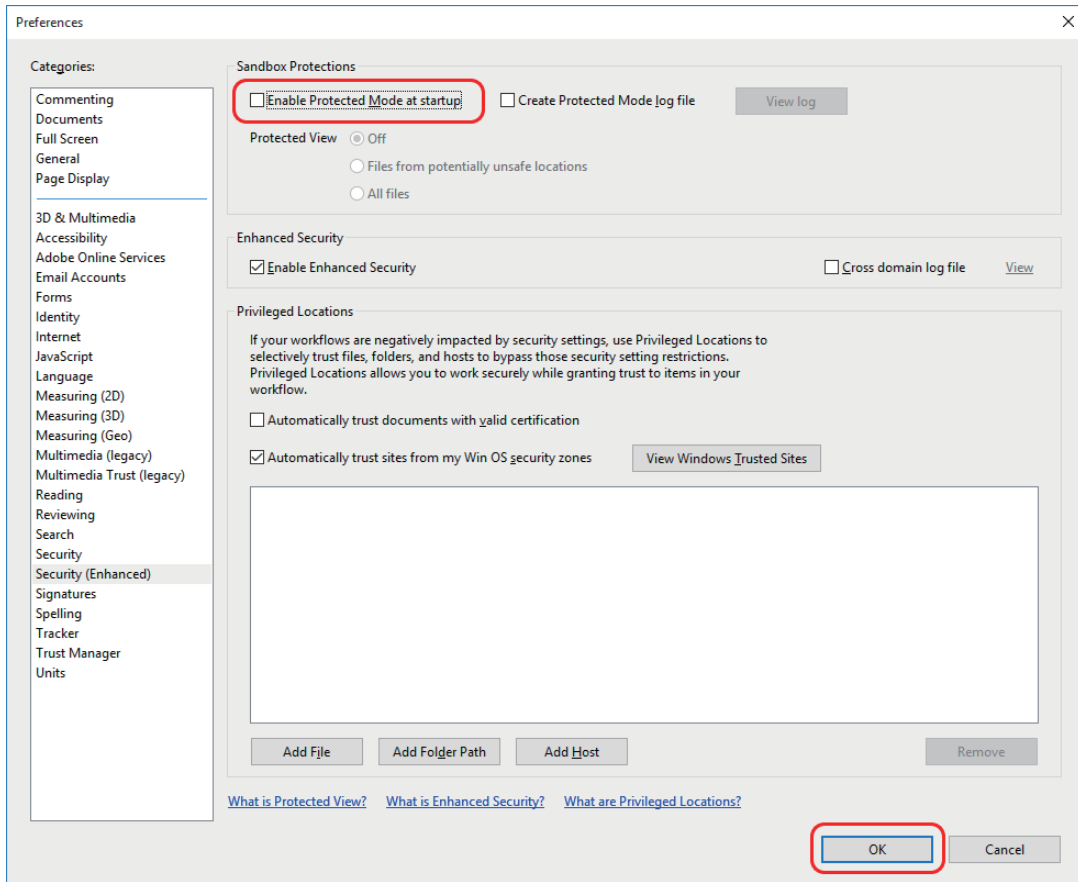 Preferences
Categories:
Commenting
Documents
Full Screen
General
Page Display
3D & Multimedia
Accessibility
Adobe Online Services
Email Accounts
Forms
Identity
Internet
JavaScript
Language
Measuring (2D)
Measuring (3D)
Measuring (Geo)
Multimedia (legacy)
Multimedia Trust (legacy)
Reading
Reviewing
Search
Security
Security (Enhanced)
Signatures
Spelling
Tracker
Trust Manager
Units
Sandbox Protections
Enable Protected Mode at startup
Create Protected Mode log file
View log
Protected View
Off
Files from potentially unsafe locations
All files
Enhanced Security
Enable Enhanced Security
Cross domain log file
View
Privileged Locations
If your workflows are negatively impacted by security settings, use Privileged Locations to
selectively trust files, folders, and hosts to bypass those security setting restrictions.
Privileged Locations allows you to work securely while granting trust to items in your
workflow.
Automatically trust documents with valid certification
Automatically trust sites from my Win OS security zones
View Windows Trusted Sites
Add File
Add Folder Path
Add Host
Remove
What is Protected View?
What is Enhanced Security?
What are Privileged Locations?
OK
Cancel